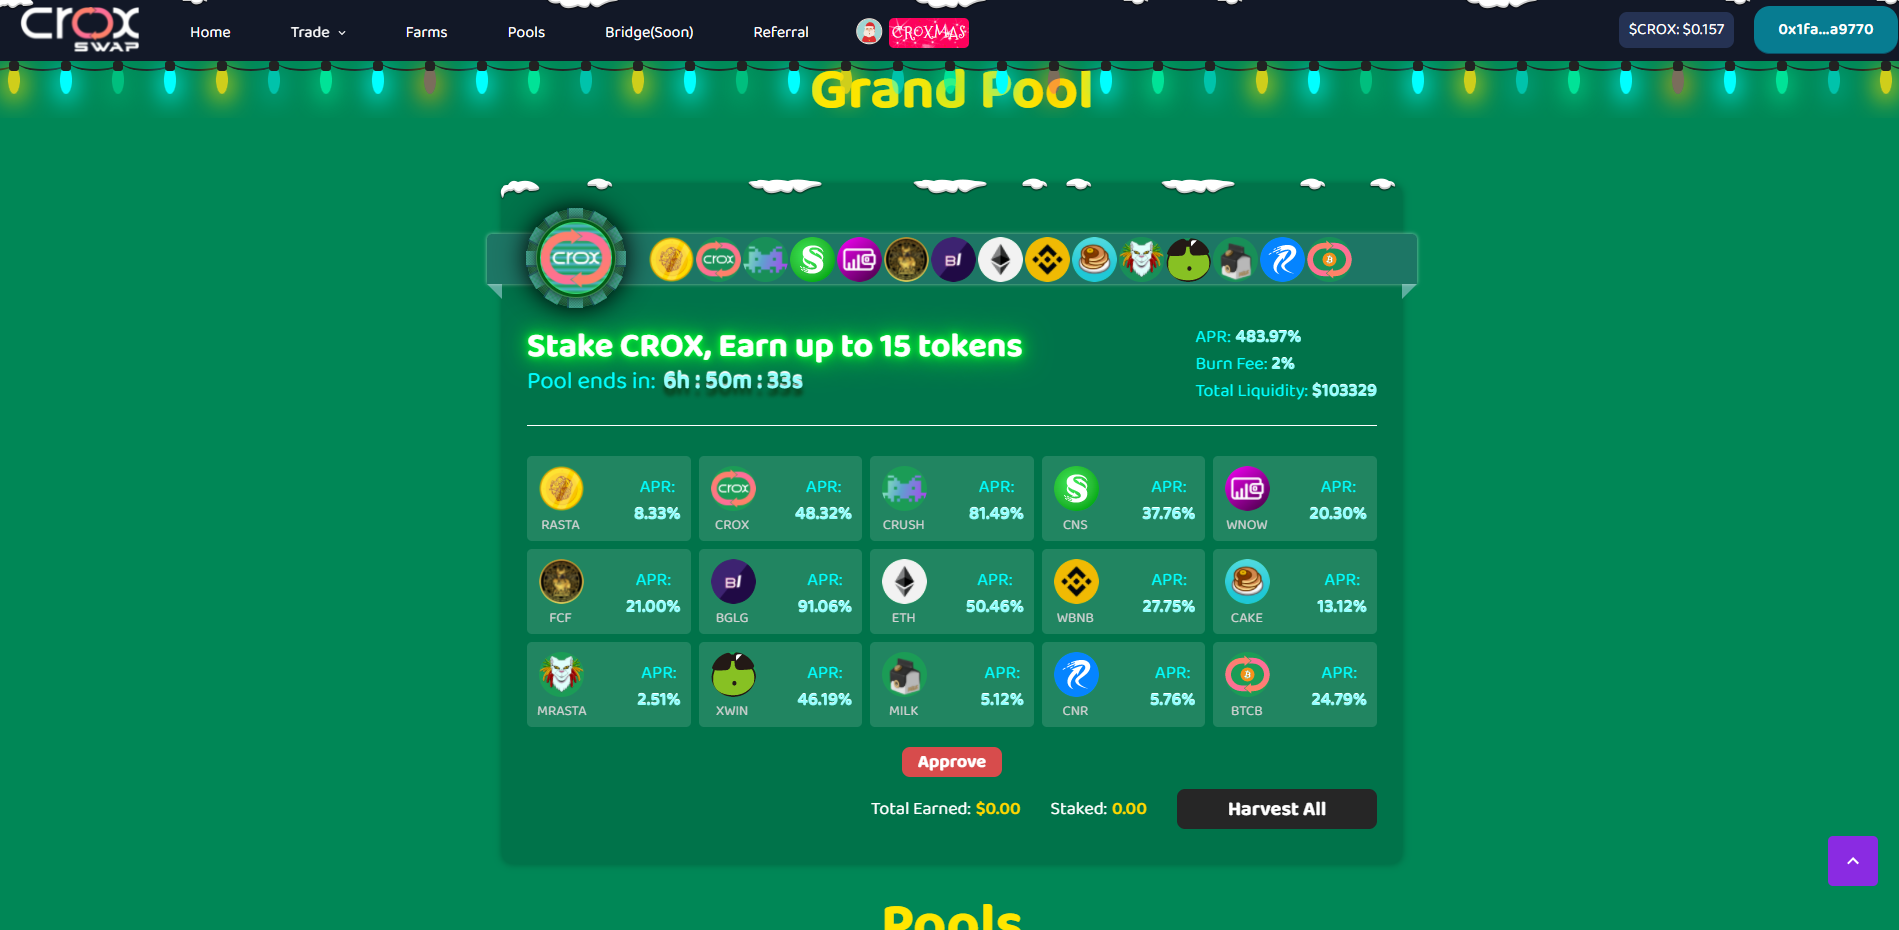 CROX
SWAP
Home
Trade
Farms
Pools
Bridge(Soon)
Referral
CROXMAS
$CROX: $0.157
0x1fa...a9770
Grand Pool
crox
crox
Stake CROX, Earn up to 15 tokens
Pool ends in: 6h : 50m : 33s
APR: 483.97%
Burn Fee: 2%
Total Liquidity: $103329
RASTA
APR:
8.33%
crox
CROX
APR:
48.32%
CRUSH
APR:
81.49%
CNS
APR:
37.76%
WNOW
APR:
20.30%
FCF
APR:
21.00%
BGLG
APR:
91.06%
ETH
APR:
50.46%
WBNB
APR:
27.75%
CAKE
APR:
13.12%
MRASTA
APR:
2.51%
XWIN
APR:
46.19%
MILK
APR:
5.12%
CNR
APR:
5.76%
BTCB
APR:
24.79%
Approve
Total Earned: $0.00
Staked: 0.00
Harvest All
Pools